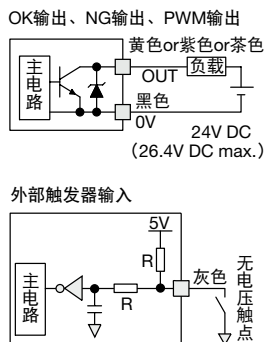 OK输出、NG输出、PWM输出
黄色or紫色or茶色
主电路
OUT
负载
黑色
0V
24V DC
(26.4V DC max.)
外部触发器输入
5V
R
主电路
R
灰色
无电压触点